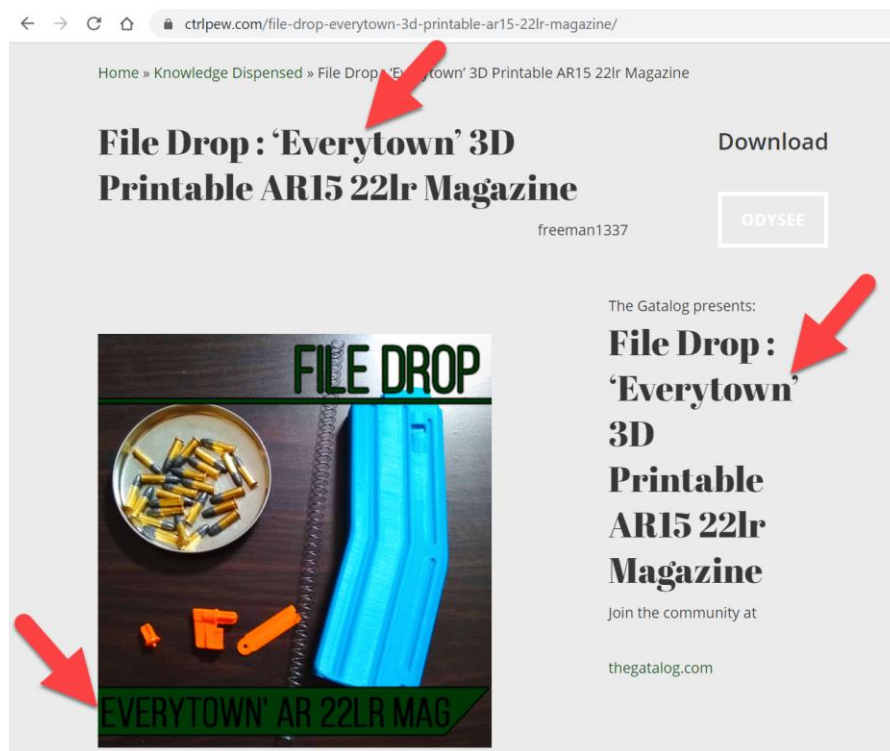 ctrlpew.com/file-drop-everytown-3d-printable-ar15-22lr-magazine/
Home » Knowledge Dispensed » File Drop : ‘Everytown’ 3D Printable AR15 22lr Magazine
File Drop : ‘Everytown’ 3D
Printable AR15 22lr Magazine
freeman1337
Download
ODYSEE
FILE DROP
EVERYTOWN' AR 22LR MAG
The Gatalog presents:
File Drop :
‘Everytown’
3D
Printable
AR15 22lr
Magazine
Join the community at
thegatalog.com